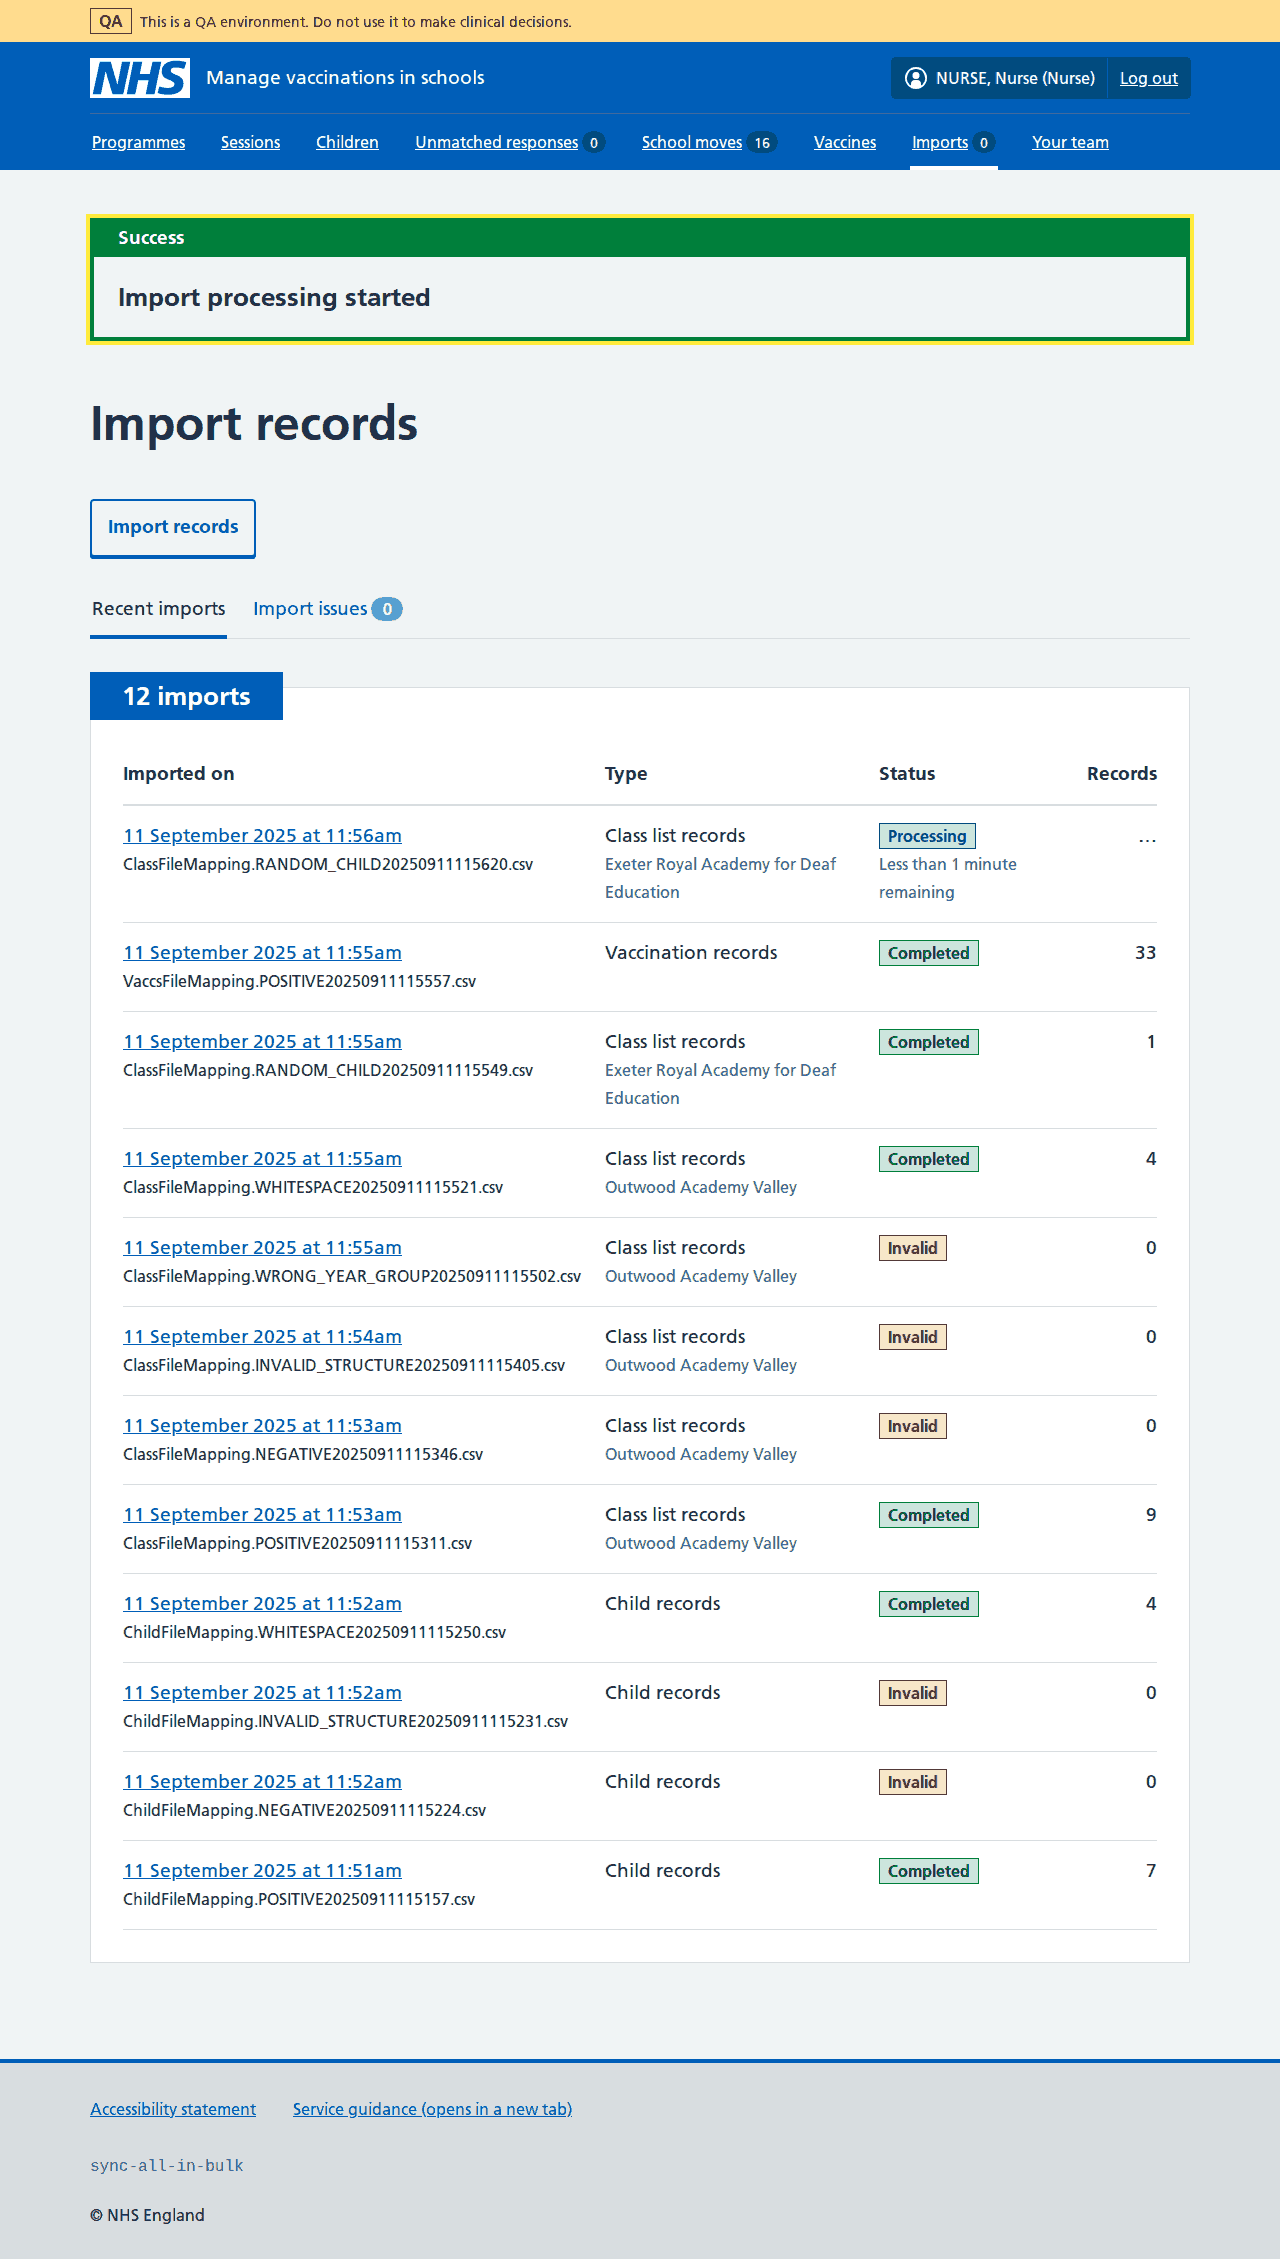 QA This is a QA environment. Do not use it to make clinical decisions.
NHS Manage vaccinations in schools NURSE, Nurse (Nurse) Log out
Programmes Sessions Children Unmatched responses 0 School moves 16 Vaccines Imports 0 Your team
Success
Import processing started
Import records
Import records
Recent imports Import issues 0
12 imports
Imported on Type Status Records
11 September 2025 at 11:56am Class list records Processing ...
ClassFileMapping.RANDOM_CHILD20250911115620.csv Exeter Royal Academy for Deaf Less than 1 minute
Education remaining
11 September 2025 at 11:55am Vaccination records Completed 33
VaccsFileMapping.POSITIVE20250911115557.csv
11 September 2025 at 11:55am Class list records Completed 1
ClassFileMapping.RANDOM_CHILD20250911115549.csv Exeter Royal Academy for Deaf
Education
11 September 2025 at 11:55am Class list records Completed 4
ClassFileMapping.WHITESPACE20250911115521.csv Outwood Academy Valley
11 September 2025 at 11:55am Class list records Invalid 0
ClassFileMapping.WRONG_YEAR_GROUP20250911115502.csv Outwood Academy Valley
11 September 2025 at 11:54am Class list records Invalid 0
ClassFileMapping.INVALID_STRUCTURE20250911115405.csv Outwood Academy Valley
11 September 2025 at 11:53am Class list records Invalid 0
ClassFileMapping.NEGATIVE20250911115346.csv Outwood Academy Valley
11 September 2025 at 11:53am Class list records Completed 9
ClassFileMapping.POSITIVE20250911115311.csv Outwood Academy Valley
11 September 2025 at 11:52am Child records Completed 4
ChildFileMapping.WHITESPACE20250911115250.csv
11 September 2025 at 11:52am Child records Invalid 0
ChildFileMapping.INVALID_STRUCTURE20250911115231.csv
11 September 2025 at 11:52am Child records Invalid 0
ChildFileMapping.NEGATIVE20250911115224.csv
11 September 2025 at 11:51am Child records Completed 7
ChildFileMapping.POSITIVE20250911115157.csv
Accessibility statement Service guidance (opens in a new tab)
sync-all-in-bulk
© NHS England